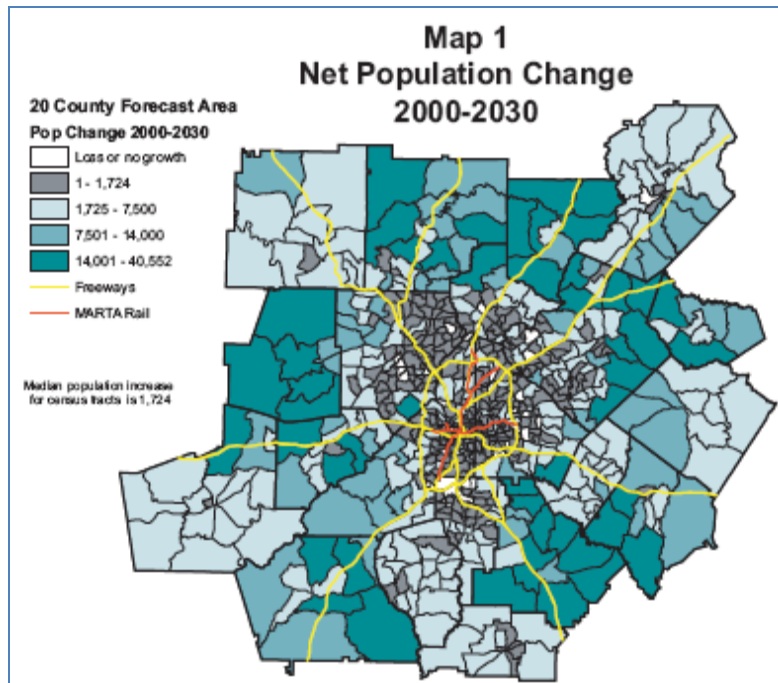 Map 1
Net Population Change
2000-2030
20 County Forecast Area
Pop Change 2000-2030
Loss or no growth
1 - 1,724
1,725 - 7,500
7,501 - 14,000
14,001 - 40,552
Freeways
MARTA Rail
Median population increase
for census tracts is 1,724